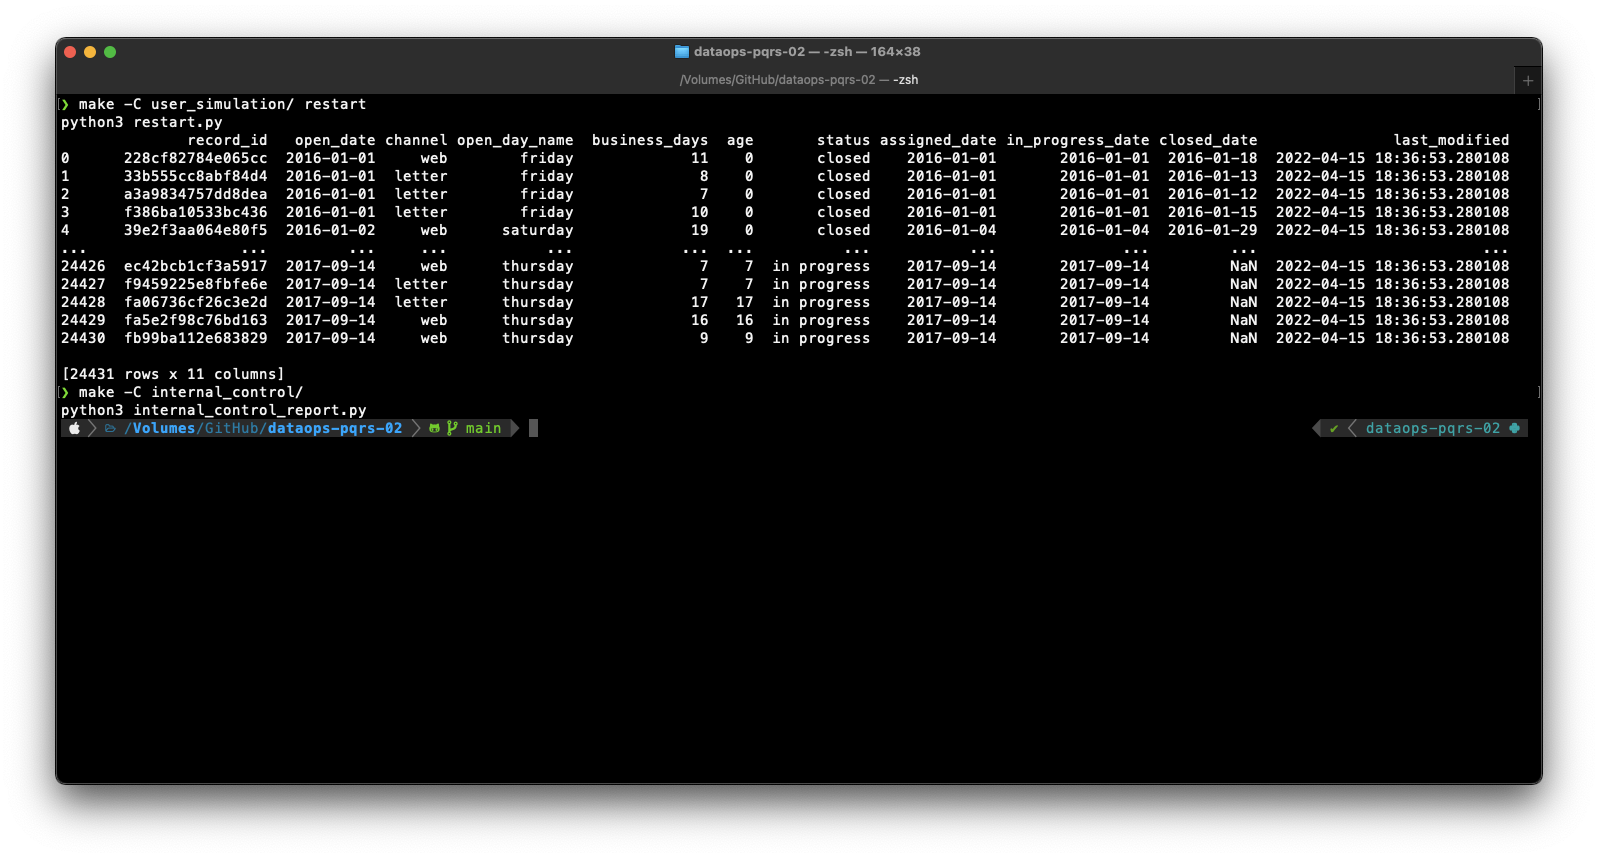 dataops-pqrs-02 — -zsh — 164×38
/Volumes/GitHub/dataops-pqrs-02 — -zsh +
[❯ make -C user_simulation/ restart ]
python3 restart.py
record_id open_date channel open_day_name business_days age status assigned_date in_progress_date closed_date last_modified
0 228cf82784e065cc 2016-01-01 web friday 11 0 closed 2016-01-01 2016-01-01 2016-01-18 2022-04-15 18:36:53.280108
1 33b555cc8abf84d4 2016-01-01 letter friday 8 0 closed 2016-01-01 2016-01-01 2016-01-13 2022-04-15 18:36:53.280108
2 a3a9834757dd8dea 2016-01-01 letter friday 7 0 closed 2016-01-01 2016-01-01 2016-01-12 2022-04-15 18:36:53.280108
3 f386ba10533bc436 2016-01-01 letter friday 10 0 closed 2016-01-01 2016-01-01 2016-01-15 2022-04-15 18:36:53.280108
4 39e2f3aa064e80f5 2016-01-02 web saturday 19 0 closed 2016-01-04 2016-01-04 2016-01-29 2022-04-15 18:36:53.280108
... ... ... ... ... ... ... ... ... ... ... ...
24426 ec42bcb1cf3a5917 2017-09-14 web thursday 7 7 in progress 2017-09-14 2017-09-14 NaN 2022-04-15 18:36:53.280108
24427 f9459225e8fbfe6e 2017-09-14 letter thursday 7 7 in progress 2017-09-14 2017-09-14 NaN 2022-04-15 18:36:53.280108
24428 fa06736cf26c3e2d 2017-09-14 letter thursday 17 17 in progress 2017-09-14 2017-09-14 NaN 2022-04-15 18:36:53.280108
24429 fa5e2f98c76bd163 2017-09-14 web thursday 16 16 in progress 2017-09-14 2017-09-14 NaN 2022-04-15 18:36:53.280108
24430 fb99ba112e683829 2017-09-14 web thursday 9 9 in progress 2017-09-14 2017-09-14 NaN 2022-04-15 18:36:53.280108
[24431 rows x 11 columns]
[❯ make -C internal_control/ ]
python3 internal_control_report.py
/Volumes/GitHub/dataops-pqrs-02 main ✔ dataops-pqrs-02